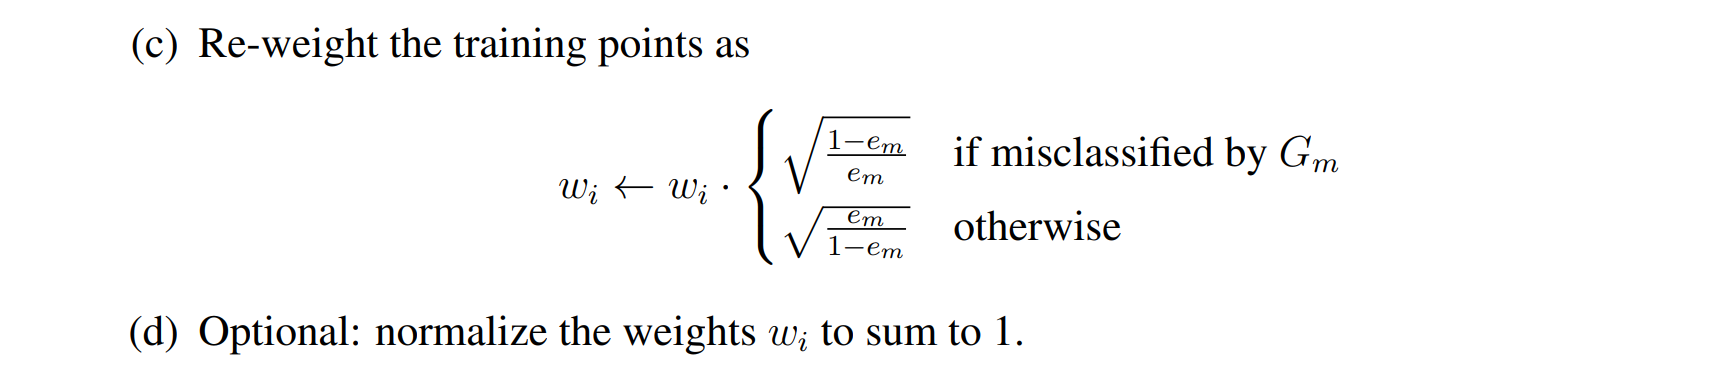 (c) Re-weight the training points as
w_i ← w_i · { √((1−e_m)/e_m) if misclassified by G_m
√(e_m/(1−e_m)) otherwise
(d) Optional: normalize the weights w_i to sum to 1.